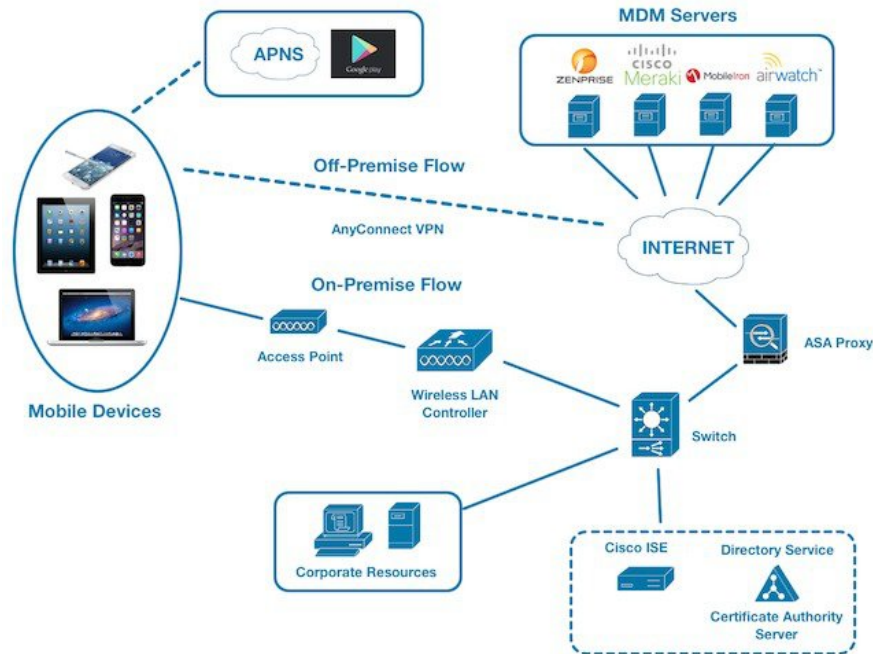 MDM Servers
APNS
Google play
ZENPRISE
CISCO
Meraki
MobileIron
airwatch™
Off-Premise Flow
AnyConnect VPN
INTERNET
On-Premise Flow
Access Point
ASA Proxy
Wireless LAN
Controller
Mobile Devices
Switch
Cisco ISE
Directory Service
Corporate Resources
Certificate Authority
Server